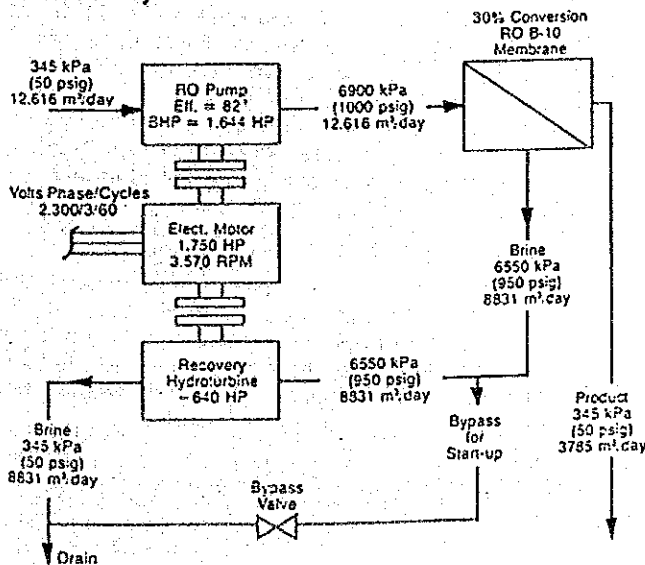 30% Conversion
RO B-10
Membrane
345 kPa
(50 psig)
12.616 m³/day
RO Pump
Eff. = 82%
BHP = 1.644 HP
6900 kPa
(1000 psig)
12.616 m³.day
Volts Phase/Cycles
2.300/3/60
Elect. Motor
1.750 HP
3.570 RPM
Brine
6550 kPa
(950 psig)
8831 m³.day
Recovery
Hydroturbine
~640 HP
6550 kPa
(950 psig)
8831 m³.day
Brine
345 kPa
(50 psig)
8831 m³.day
Bypass
for
Start-up
Product
345 kPa
(50 psig)
3785 m³.day
Bypass
Valve
Drain